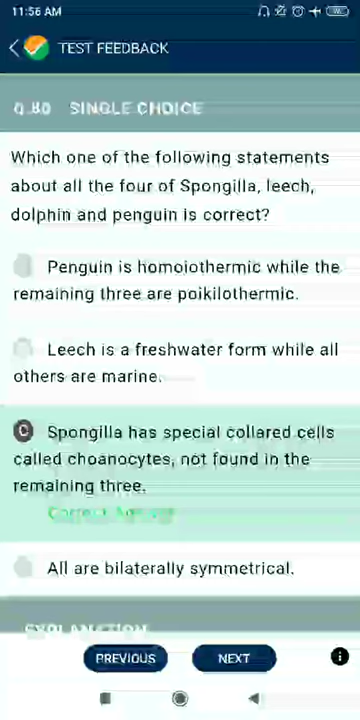 11:56 AM
TEST FEEDBACK
Q.80 SINGLE CHOICE
Which one of the following statements
about all the four of Spongilla, leech,
dolphin and penguin is correct?
Penguin is homoiothermic while the
remaining three are poikilothermic.
Leech is a freshwater form while all
others are marine.
C Spongilla has special collared cells
called choanocytes, not found in the
remaining three.
Correct Answer
All are bilaterally symmetrical.
EXPLANATION
PREVIOUS
NEXT